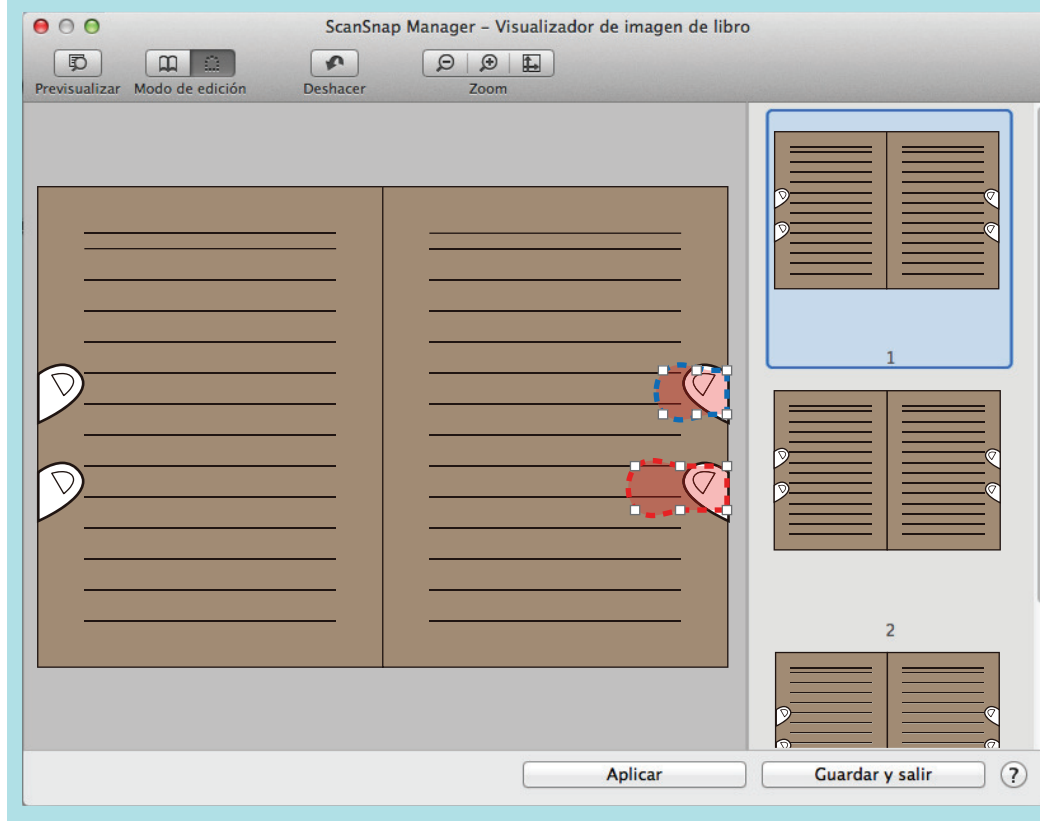 ScanSnap Manager – Visualizador de imagen de libro
Previsualizar Modo de edición Deshacer Zoom
1
2
Aplicar Guardar y salir ?